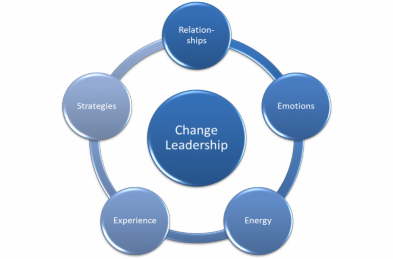 Relation-
ships
Emotions
Energy
Experience
Strategies
Change
Leadership